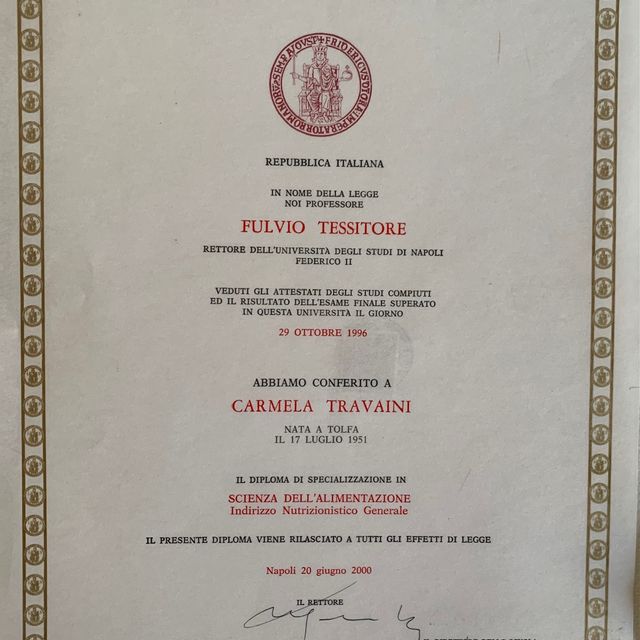 REPUBBLICA ITALIANA
IN NOME DELLA LEGGE
NOI PROFESSORE
FULVIO TESSITORE
RETTORE DELL'UNIVERSITÀ DEGLI STUDI DI NAPOLI
FEDERICO II
VEDUTI GLI ATTESTATI DEGLI STUDI COMPIUTI
ED IL RISULTATO DELL'ESAME FINALE SUPERATO
IN QUESTA UNIVERSITÀ IL GIORNO
29 OTTOBRE 1996
ABBIAMO CONFERITO A
CARMELA TRAVAINI
NATA A TOLFA
IL 17 LUGLIO 1951
IL DIPLOMA DI SPECIALIZZAZIONE IN
SCIENZA DELL'ALIMENTAZIONE
Indirizzo Nutrizionistico Generale
IL PRESENTE DIPLOMA VIENE RILASCIATO A TUTTI GLI EFFETTI DI LEGGE
Napoli 20 giugno 2000
IL RETTORE